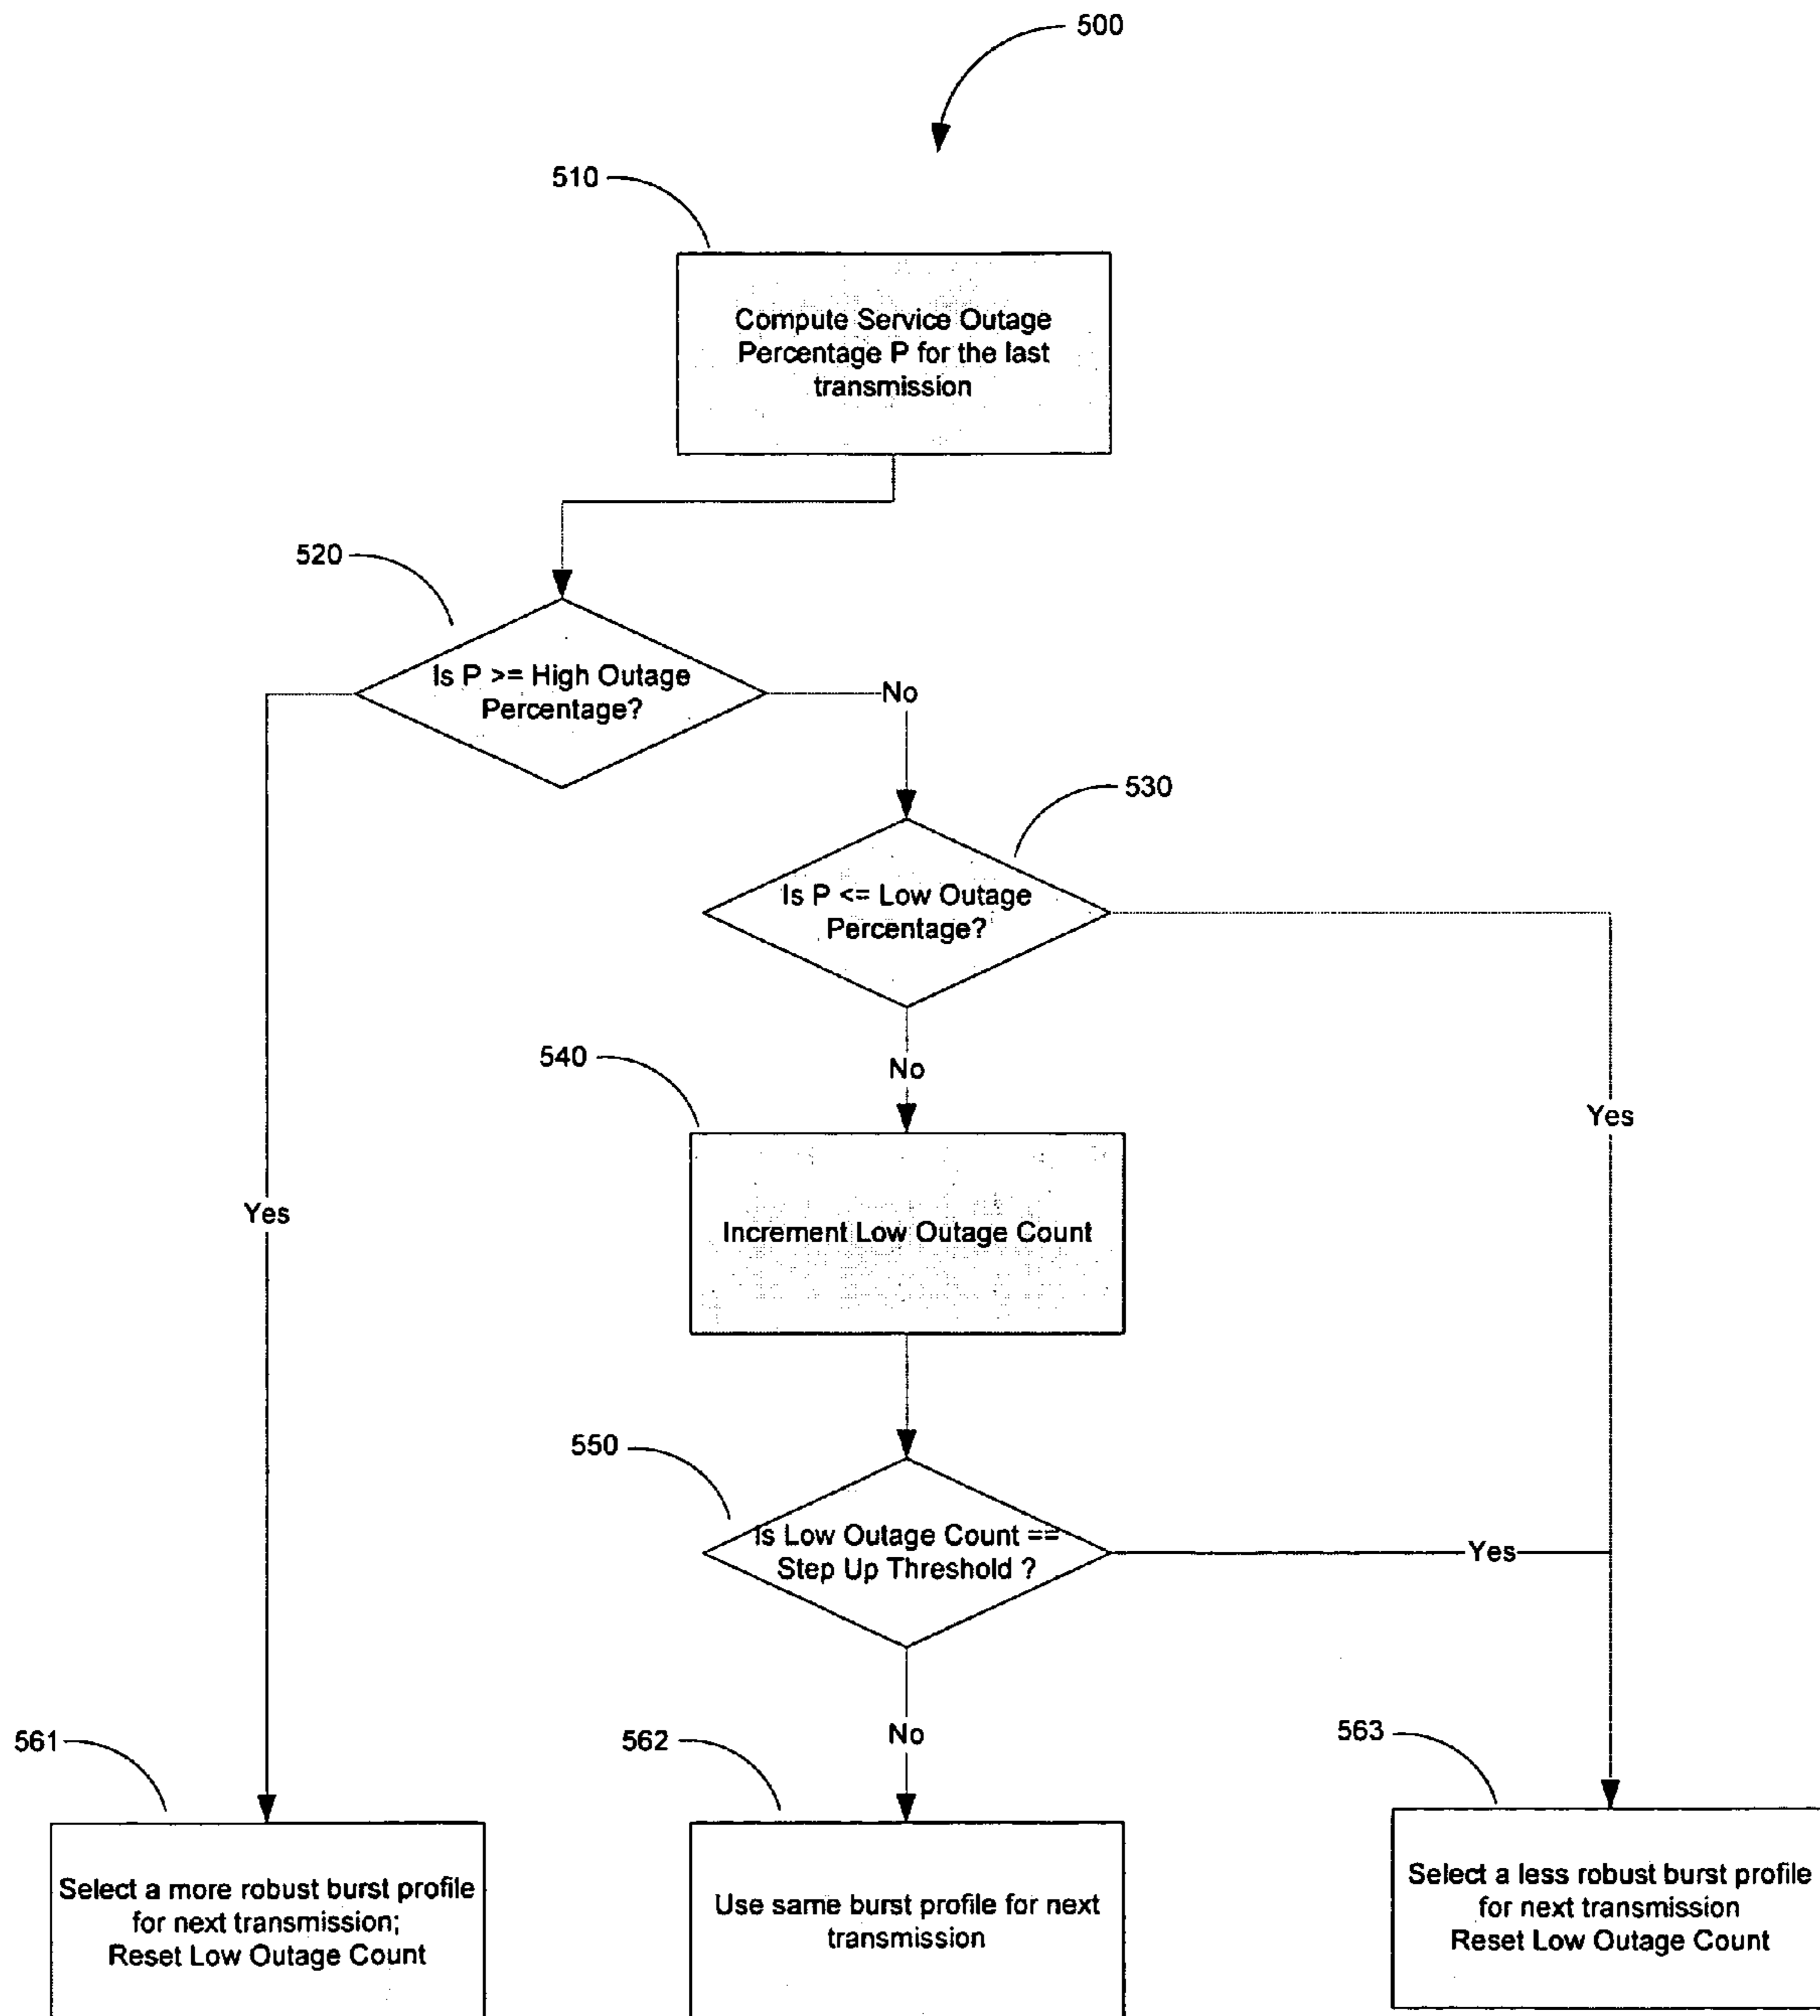 500
510
Compute Service Outage
Percentage P for the last
transmission
520
Is P >= High Outage
Percentage?
No
530
Is P <= Low Outage
Percentage?
No
Yes
540
Increment Low Outage Count
Yes
550
Is Low Outage Count ==
Step Up Threshold ?
Yes
No
561
562
563
Select a more robust burst profile
for next transmission;
Reset Low Outage Count
Use same burst profile for next
transmission
Select a less robust burst profile
for next transmission
Reset Low Outage Count